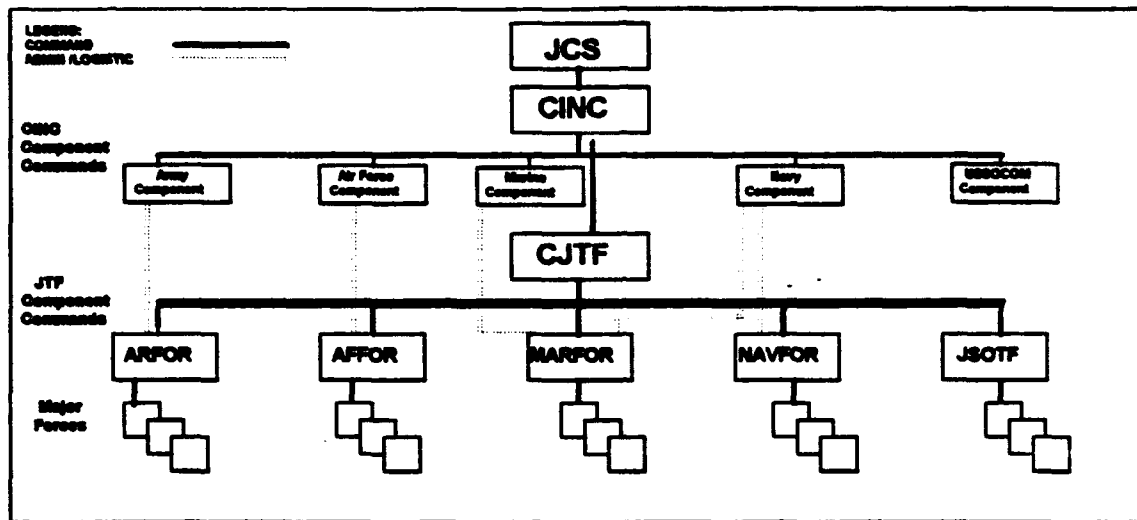 LEGEND:
COMMAND
ADMIN /LOGISTIC
JCS
CINC
CINC
Component
Commands
Army
Component
Air Force
Component
Marine
Component
Navy
Component
USSOCOM
Component
CJTF
JTF
Component
Commands
ARFOR
AFFOR
MARFOR
NAVFOR
JSOTF
Major
Forces